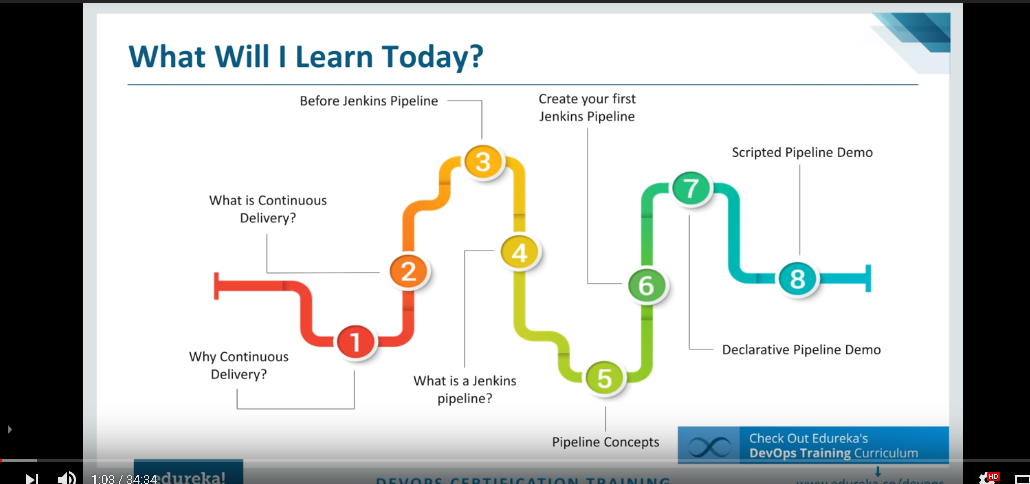 What Will I Learn Today?
Before Jenkins Pipeline
Create your first
Jenkins Pipeline
Scripted Pipeline Demo
What is Continuous
Delivery?
3
7
4
2
6
8
1
Why Continuous
Delivery?
What is a Jenkins
pipeline?
5
Declarative Pipeline Demo
Pipeline Concepts
Check Out Edureka's
DevOps Training Curriculum
1:03 / 34:34
edureka!
HD
DEVOPS CERTIFICATION TRAINING
www.edureka.co/devops